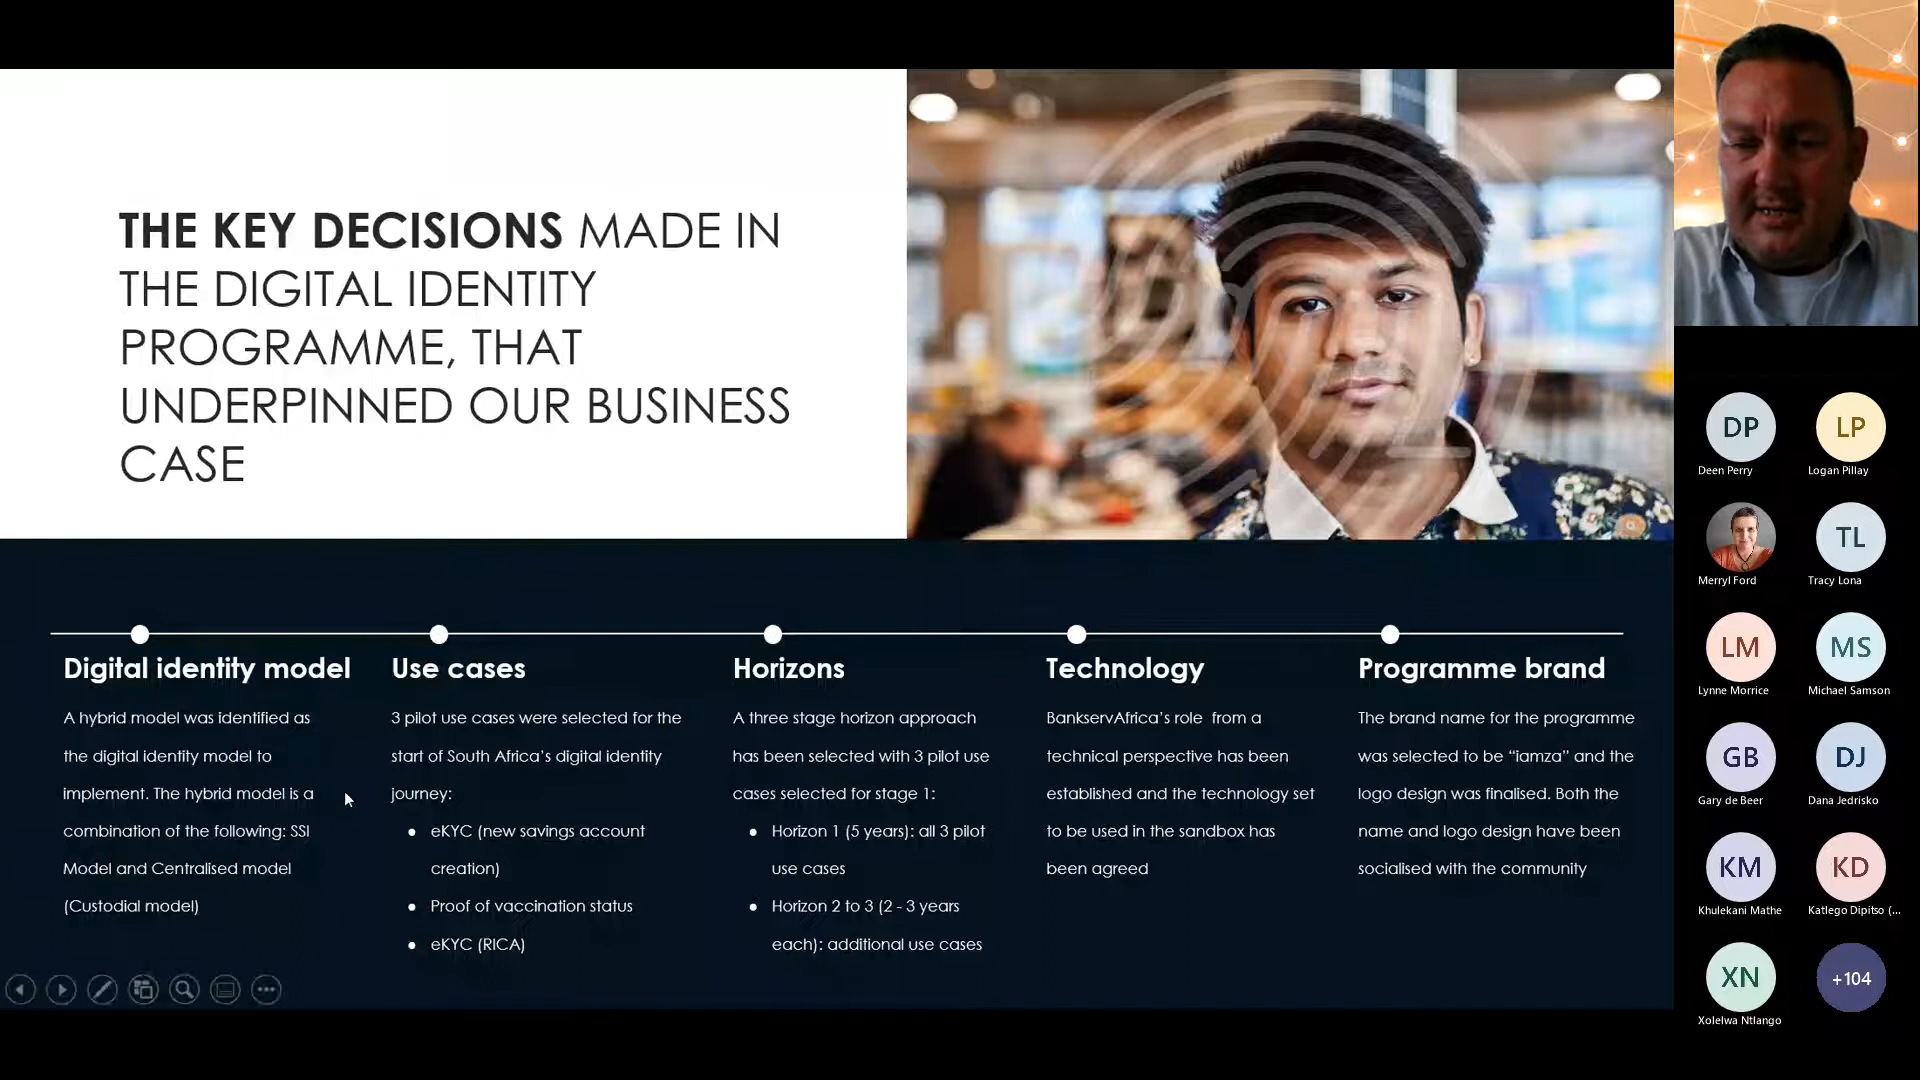 THE KEY DECISIONS MADE IN
THE DIGITAL IDENTITY
PROGRAMME, THAT
UNDERPINNED OUR BUSINESS
CASE
Digital identity model
A hybrid model was identified as
the digital identity model to
implement. The hybrid model is a
combination of the following: SSI
Model and Centralised model
(Custodial model)
Use cases
3 pilot use cases were selected for the
start of South Africa’s digital identity
journey:
• eKYC (new savings account
creation)
• Proof of vaccination status
• eKYC (RICA)
Horizons
A three stage horizon approach
has been selected with 3 pilot use
cases selected for stage 1:
• Horizon 1 (5 years): all 3 pilot
use cases
• Horizon 2 to 3 (2 - 3 years
each): additional use cases
Technology
BankservAfrica’s role from a
technical perspective has been
established and the technology set
to be used in the sandbox has
been agreed
Programme brand
The brand name for the programme
was selected to be “iamza” and the
logo design was finalised. Both the
name and logo design have been
socialised with the community
DP
Deen Perry
LP
Logan Pillay
Merryl Ford
TL
Tracy Lona
LM
Lynne Morrice
MS
Michael Samson
GB
Gary de Beer
DJ
Dana Jedrisko
KM
Khulekani Mathe
KD
Katlego Dipitso (...
XN
Xolelwa Ntlango
+104